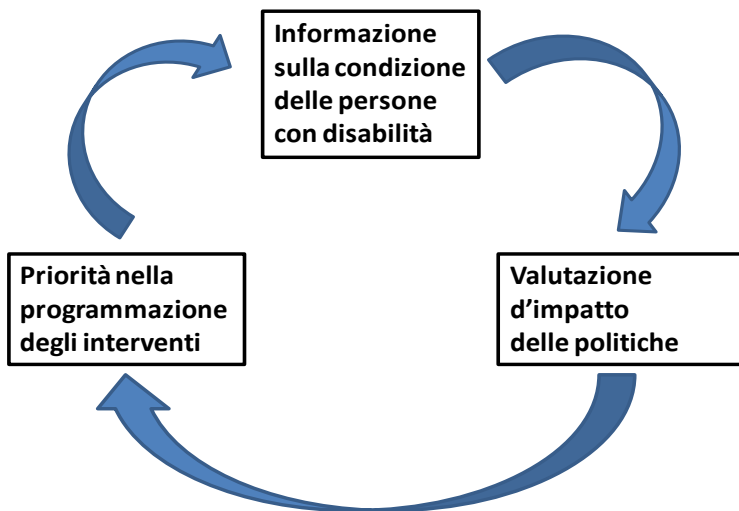 Informazione
sulla condizione
delle persone
con disabilità
Priorità nella
programmazione
degli interventi
Valutazione
d’impatto
delle politiche